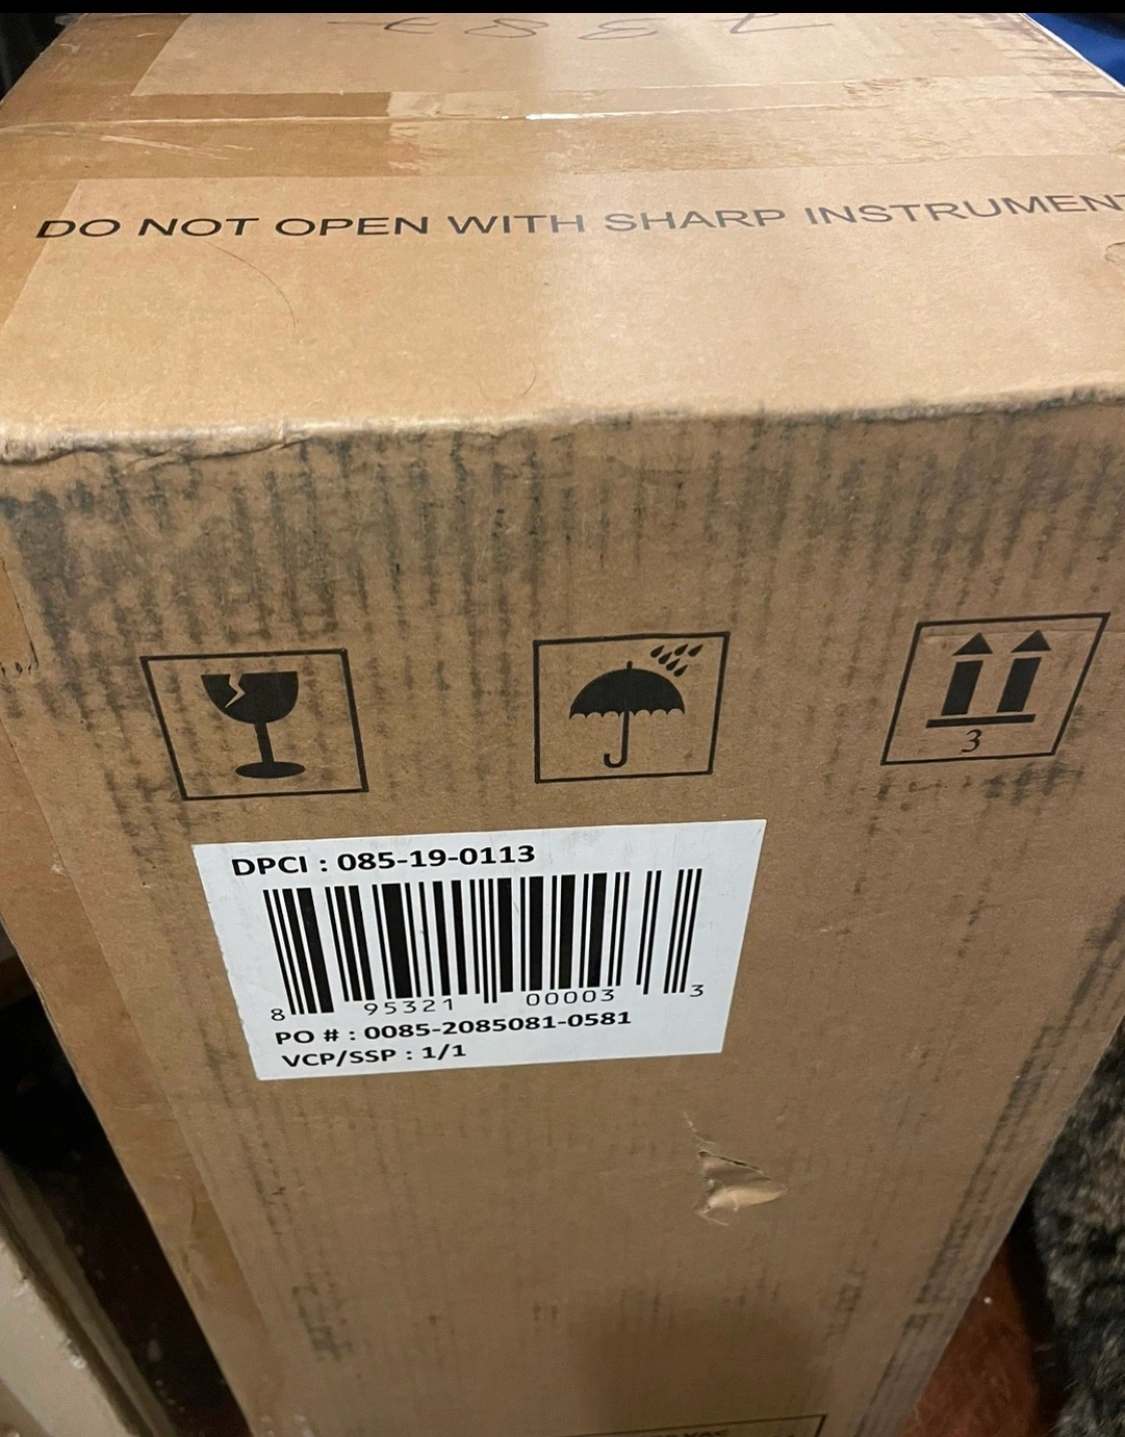 DO NOT OPEN WITH SHARP INSTRUMENT
3
DPCI : 085-19-0113
8 95321 00003 3
PO # : 0085-2085081-0581
VCP/SSP : 1/1